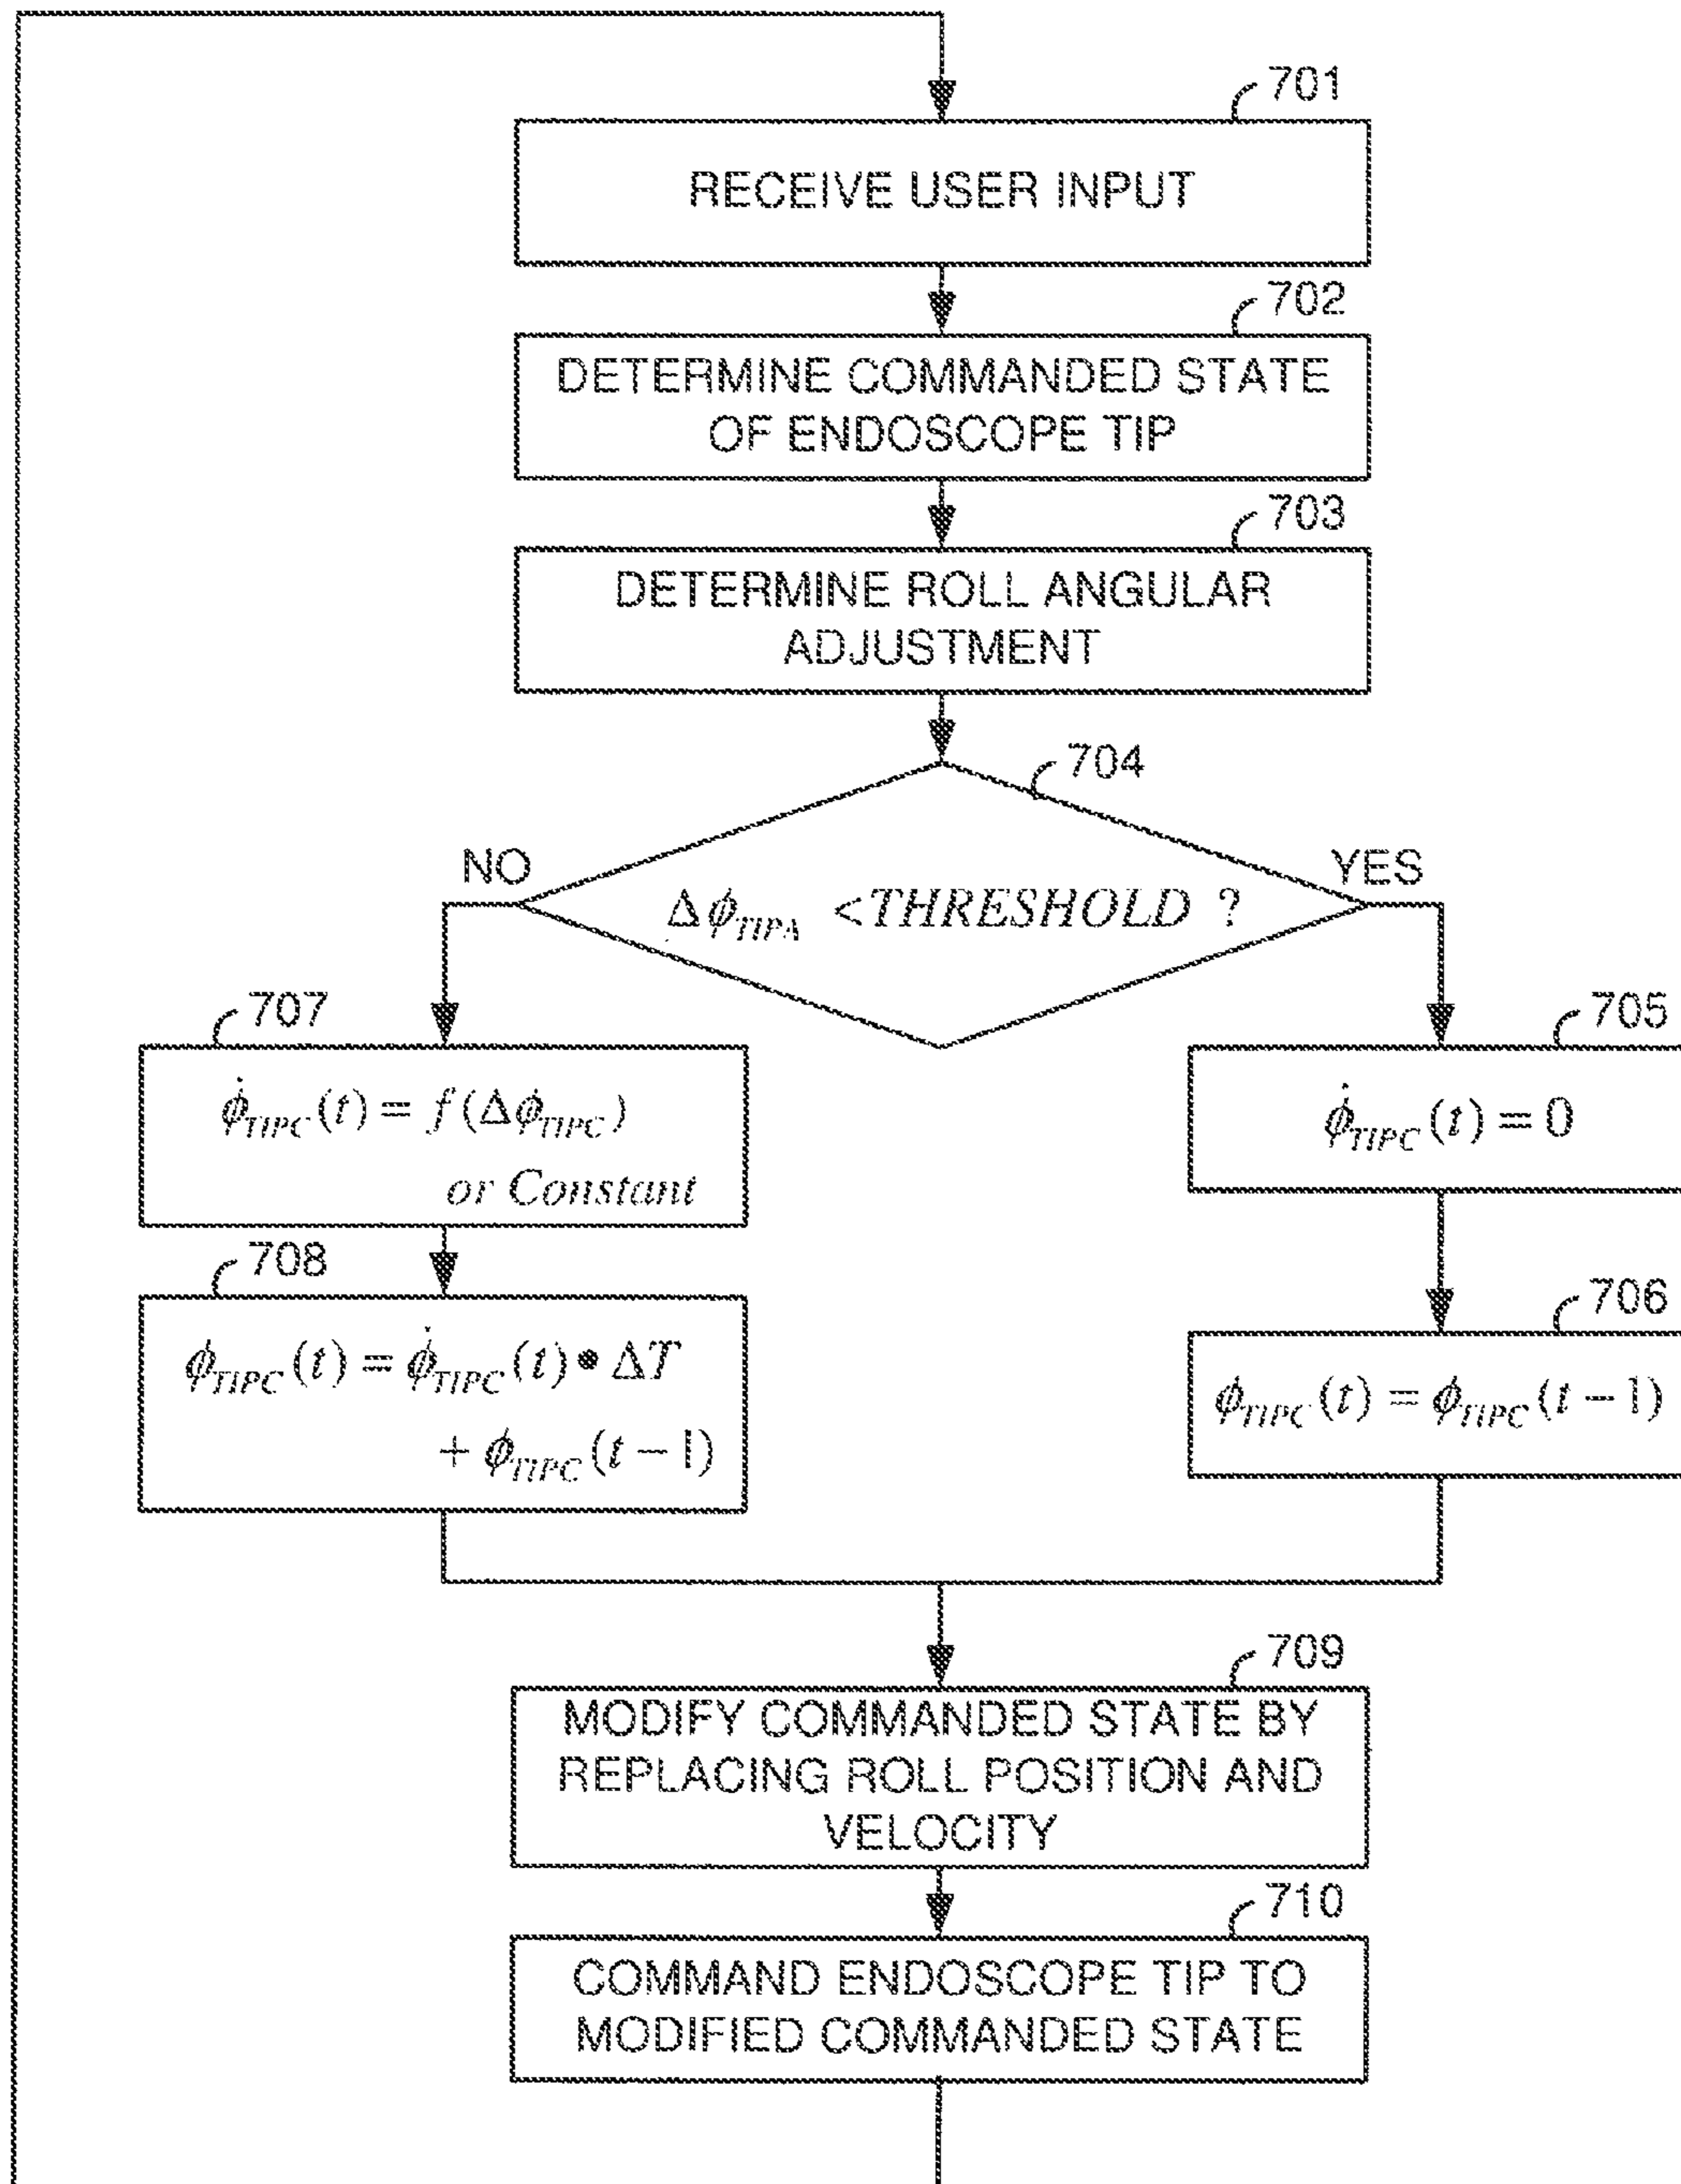 701
RECEIVE USER INPUT
702
DETERMINE COMMANDED STATE
OF ENDOSCOPE TIP
703
DETERMINE ROLL ANGULAR
ADJUSTMENT
704
NO
YES
Δϕ_TIPA <THRESHOLD ?
707
ϕ̇_TIPC(t) = f(Δϕ_TIPC)
or Constant
705
ϕ̇_TIPC(t) = 0
708
ϕ_TIPC(t) = ϕ̇_TIPC(t) • ΔT
+ ϕ_TIPC(t − 1)
706
ϕ_TIPC(t) = ϕ_TIPC(t − 1)
709
MODIFY COMMANDED STATE BY
REPLACING ROLL POSITION AND
VELOCITY
710
COMMAND ENDOSCOPE TIP TO
MODIFIED COMMANDED STATE